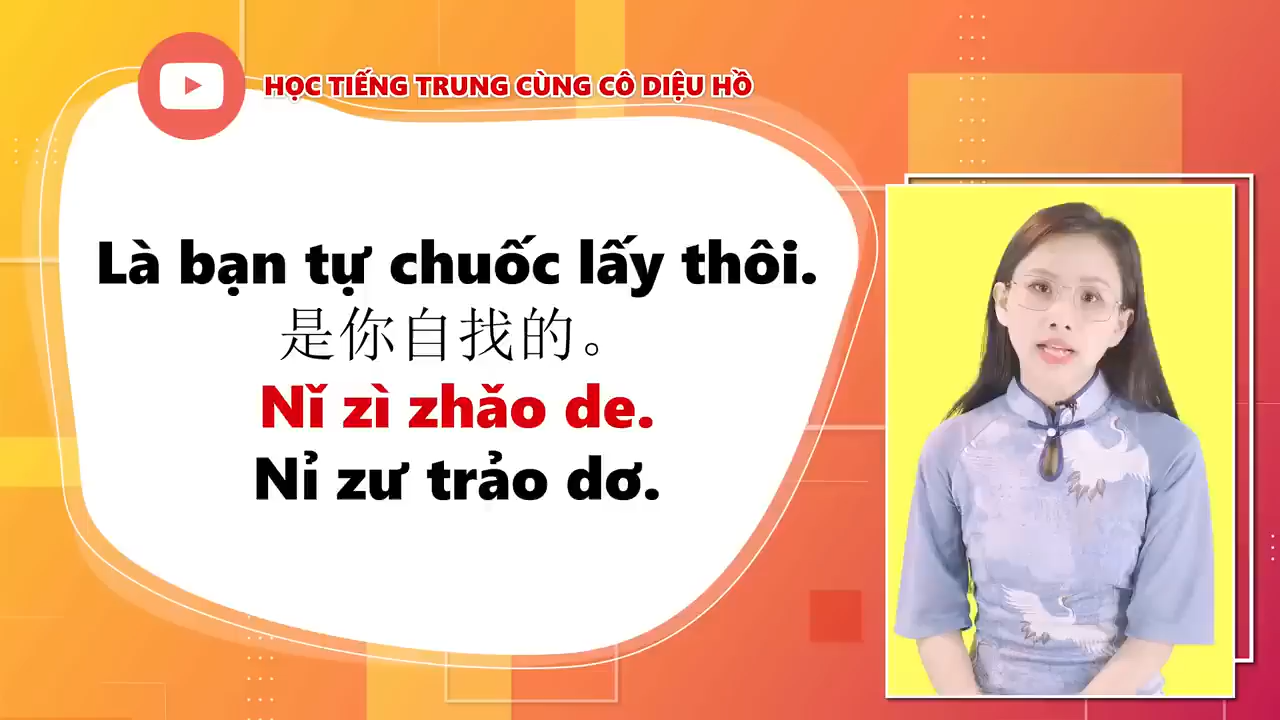 HỌC TIẾNG TRUNG CÙNG CÔ DIỆU HỒ
Là bạn tự chuốc lấy thôi.
是你自找的。
Nǐ zì zhǎo de.
Nỉ zư trảo dơ.